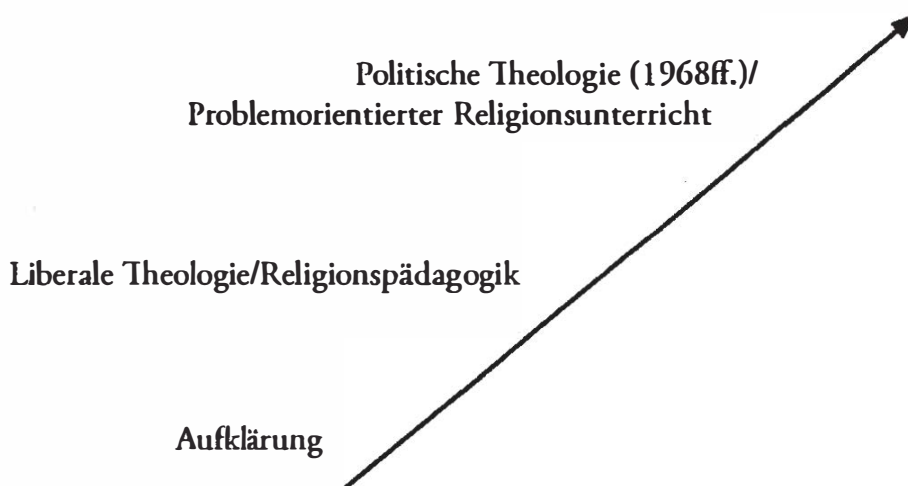 Politische Theologie (1968ff.)/
Problemorientierter Religionsunterricht
Liberale Theologie/Religionspädagogik
Aufklärung